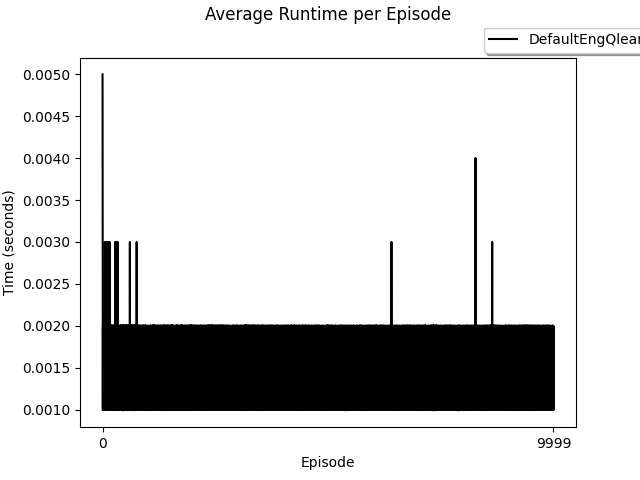 Average Runtime per Episode
DefaultEngQlear
0.0050
0.0045
0.0040
0.0035
0.0030
0.0025
0.0020
0.0015
0.0010
Time (seconds)
0
9999
Episode